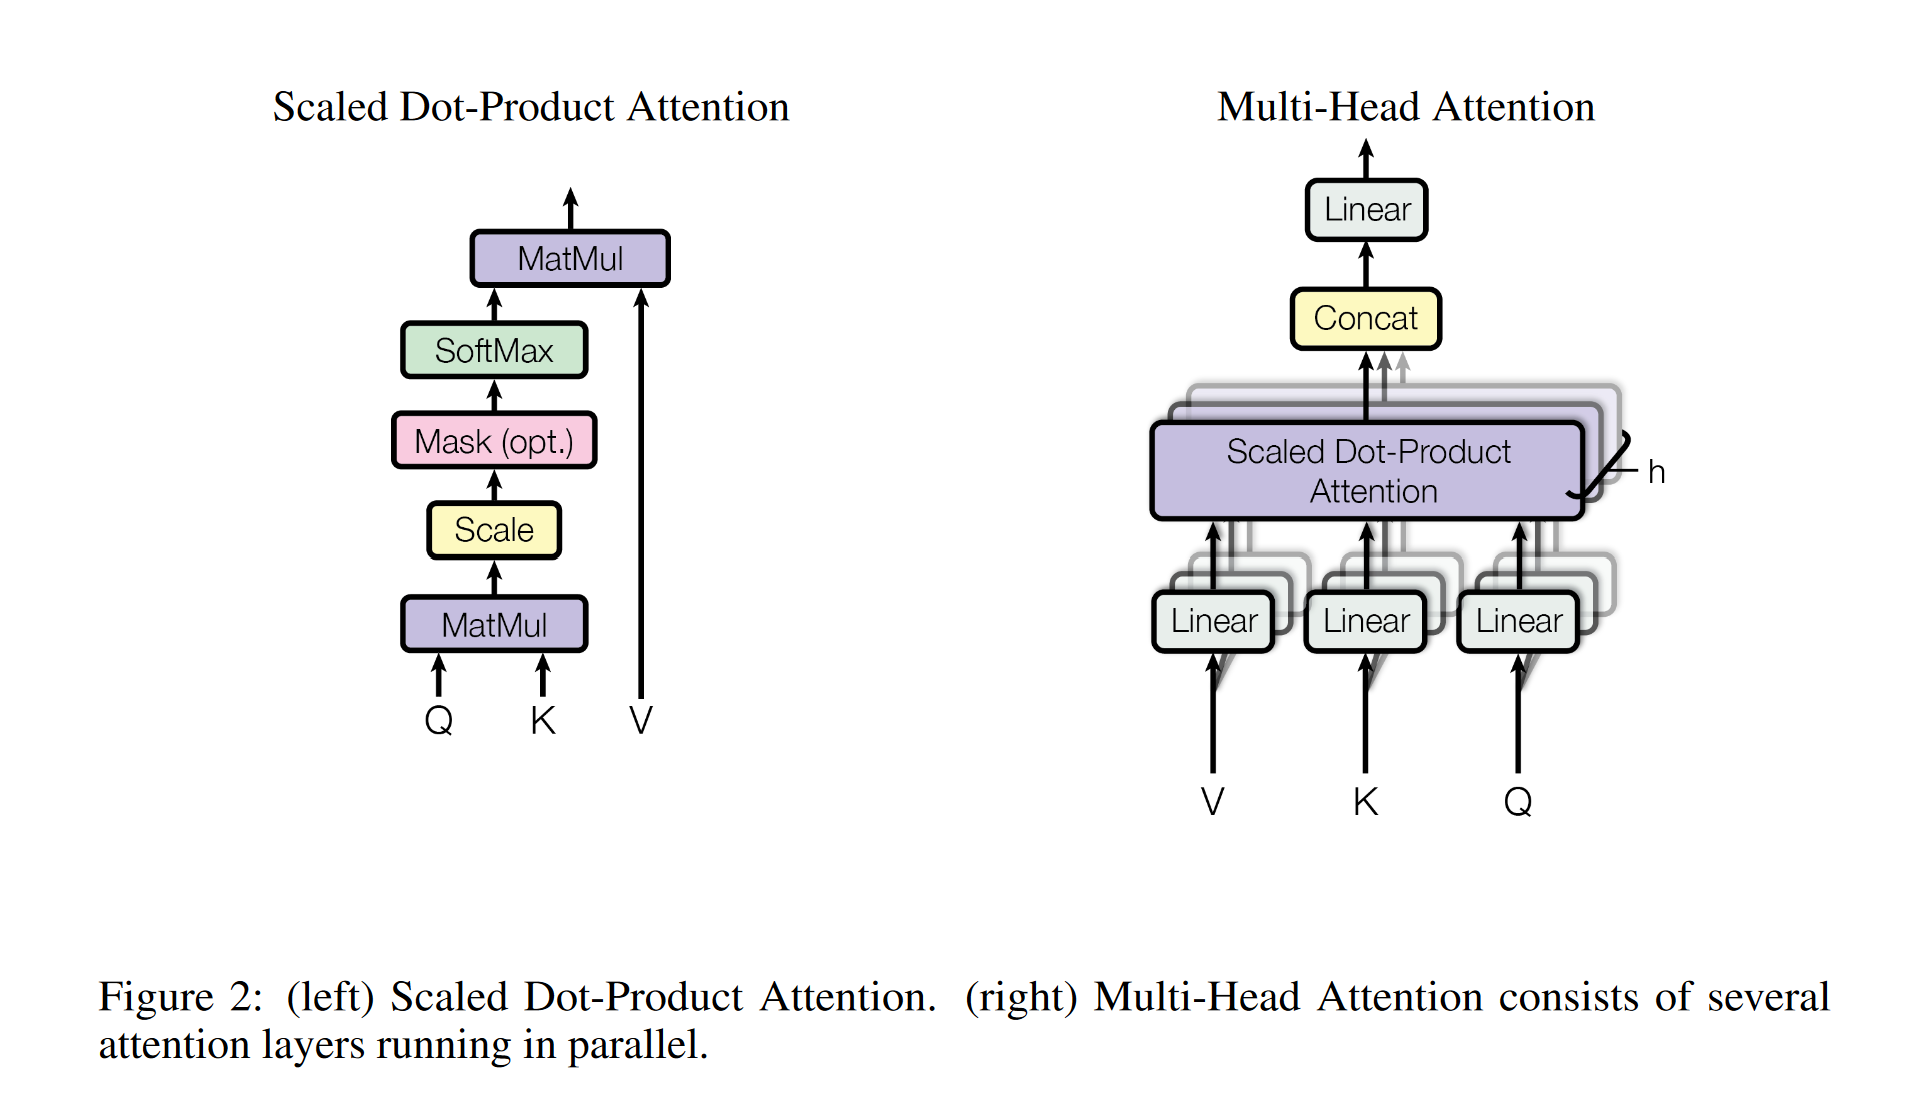 Scaled Dot-Product Attention
MatMul
SoftMax
Mask (opt.)
Scale
MatMul
Q K V
Multi-Head Attention
Linear
Concat
Scaled Dot-Product
Attention
h
Linear Linear Linear
V K Q
Figure 2: (left) Scaled Dot-Product Attention. (right) Multi-Head Attention consists of several
attention layers running in parallel.